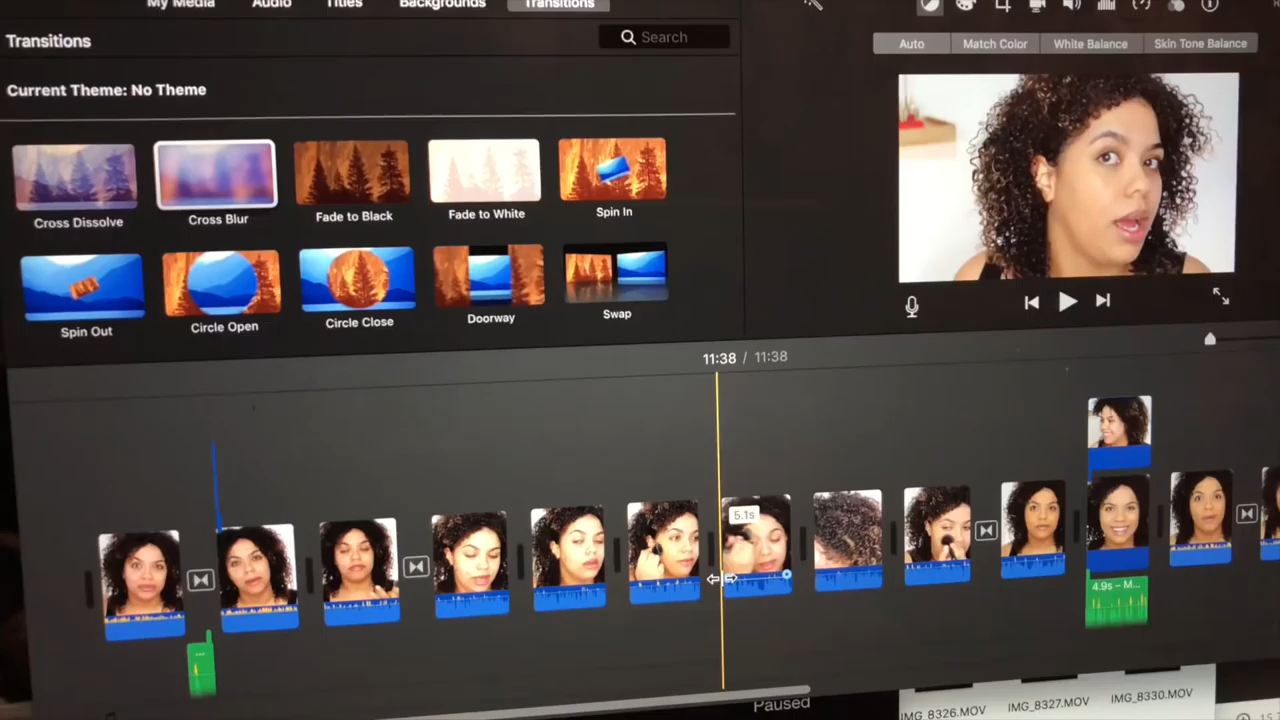 My Media Audio Titles Backgrounds Transitions
Transitions
Search
Auto Match Color White Balance Skin Tone Balance
Current Theme: No Theme
Cross Dissolve Cross Blur Fade to Black Fade to White Spin In
Spin Out Circle Open Circle Close Doorway Swap
11:38 / 11:38
5.1s
4.9s – M...
Paused
IMG_8326.MOV IMG_8327.MOV IMG_8330.MOV